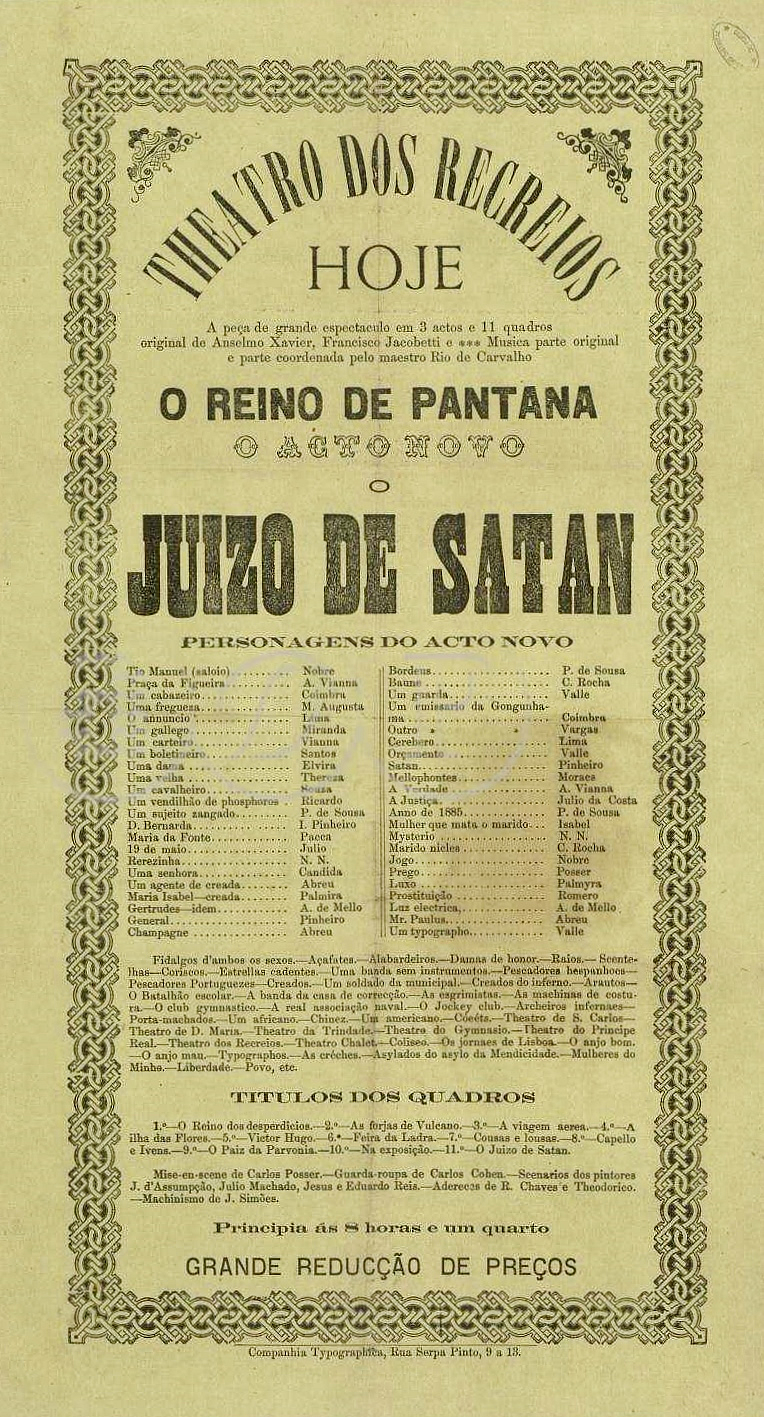 THEATRO DOS RECREIOS
HOJE
A peça de grande espectaculo em 3 actos e 11 quadros
original de Anselmo Xavier, Francisco Jacobetti e *** Musica parte original
e parte coordenada pelo maestro Rio de Carvalho
O REINO DE PANTANA
O ACTO NOVO
O
JUIZO DE SATAN
PERSONAGENS DO ACTO NOVO
Tio Manuel (saloio)......... Nobre
Praça da Figueira.......... A. Vianna
Um cabazeiro.............. Coimbra
Uma fregueza............. M. Augusta
O annuncio............... Lima
Um gallego............... Miranda
Um carteiro............... Vianna
Um boletineiro............ Santos
Uma dama................ Elvira
Uma velha................ Thereza
Um cavalheiro............. Souza
Um vendilhão de phosphoros Ricardo
Um sujeito zangado......... P. de Sousa
D. Bernarda............... I. Pinheiro
Maria da Fonte............ Pacca
19 de maio................ Julio
Rerezinha................. N. N.
Uma senhora.............. Candida
Um agente de creada....... Abreu
Maria Isabel—creada....... Palmira
Gertrudes—idem........... A. de Mello
General................... Pinheiro
Champagne............... Abreu
Bordeus................... P. de Sousa
Baune.................... C. Rocha
Um guarda................ Valle
Um emissario da Gongunha-
ma...................... Coimbra
Outro » » Vargas
Cerebero.................. Lima
Orçamento................ Valle
Satan..................... Pinheiro
Mellophontes.............. Moraes
A Verdade................ A. Vianna
A Justiça.................. Julio da Costa
Anno de 1885.............. P. de Sousa
Mulher que mata o marido... Isabel
Mysterio.................. N. N.
Marido nicles.............. C. Rocha
Jogo...................... Nobre
Prego..................... Posser
Luxo..................... Palmyra
Prostituição............... Romero
Luz electrica............... A. de Mello
Mr. Paulus................ Abreu
Um typographo............ Valle
Fidalgos d'ambos os sexos.—Açafates.—Alabardeiros.—Damas de honor.—Raios.—Scente-
lhas—Coriscos.—Estrellas cadentes.—Uma banda sem instrumentos.—Pescadores hespanhoes—
Pescadores Portuguezes—Creados.—Um soldado da municipal.—Creados do inferno.—Arautos—
O Batalhão escolar.—A banda da casa de correcção.—As esgrimistas.—As machinas de costu-
ra.—O club gymnastico.—A real associação naval.—O Jockey club.—Archeiros infernaes—
Porta-machados.—Um africano.—Chinez.—Um americano.—Cócéts.—Theatro de S. Carlos—
Theatro de D. Maria.—Theatro da Trindade.—Theatro do Gymnasio.—Theatro do Principe
Real.—Theatro dos Recreios.—Theatro Chalet.—Coliseo.—Os jornaes de Lisboa.—O anjo bom.
—O anjo mau.—Typographos.—As créches.—Asylados do asylo da Mendicidade.—Mulheres do
Minho.—Liberdade.—Povo, etc.
TITULOS DOS QUADROS
1.º—O Reino dos desperdicios.—2.º—As forjas de Vulcano.—3.º—A viagem aerea.—4.º—A
ilha das Flores.—5.º—Victor Hugo.—6.º—Feira da Ladra.—7.º—Cousas e lousas.—8.º—Capello
e Ivens.—9.º—O Paiz da Parvonia.—10.º—Na exposição.—11.º—O Juizo de Satan.
Mise-en-scene de Carlos Posser.—Guarda-roupa de Carlos Cohen.—Scenarios dos pintores
J. d'Assumpção, Julio Machado, Jesus e Eduardo Reis.—Adereços de R. Chaves e Theodorico.
—Machinismo de J. Simões.
Principia ás 8 horas e um quarto
GRANDE REDUCÇÃO DE PREÇOS
Companhia Typographica, Rua Serpa Pinto, 9 a 13.